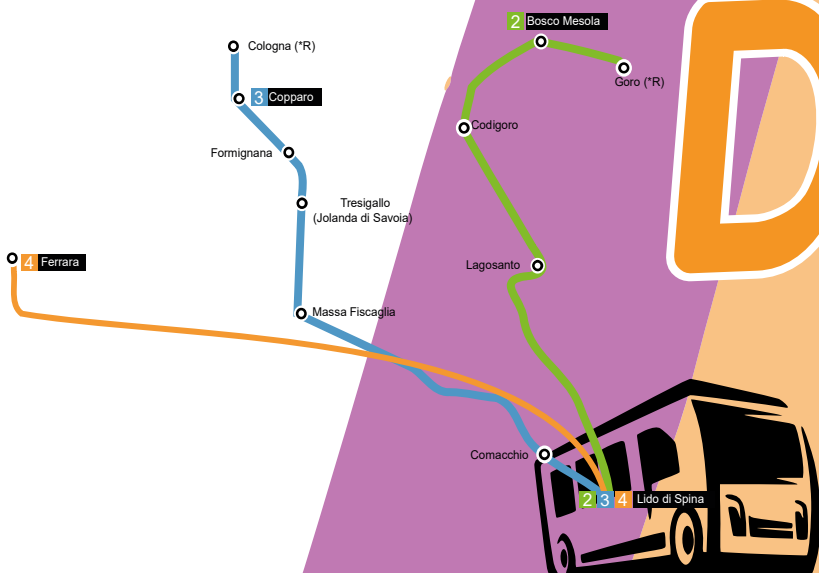 2 Bosco Mesola
Goro (*R)
Cologna (*R)
3 Copparo
Codigoro
Formignana
Tresigallo
(Jolanda di Savoia)
4 Ferrara
Lagosanto
Massa Fiscaglia
Comacchio
2 3 4 Lido di Spina
D